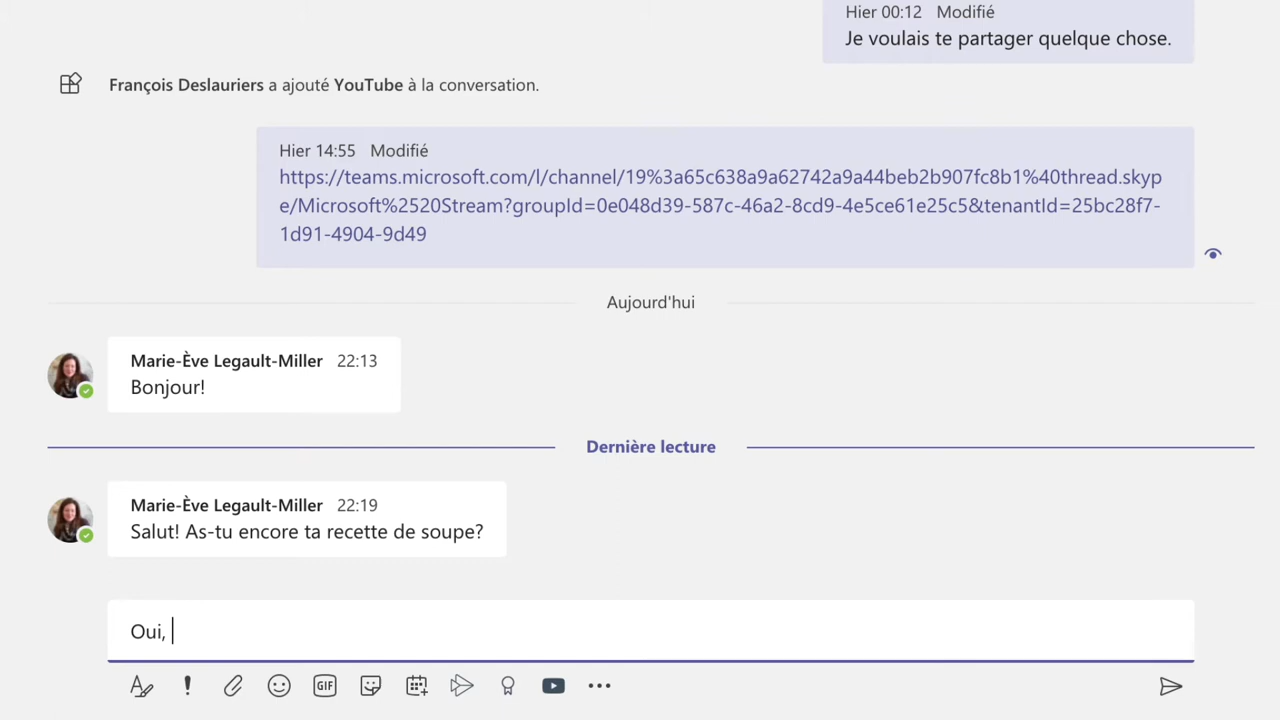 Hier 00:12 Modifié
Je voulais te partager quelque chose.
François Deslauriers a ajouté YouTube à la conversation.
Hier 14:55 Modifié
https://teams.microsoft.com/l/channel/19%3a65c638a9a62742a9a44beb2b907fc8b1%40thread.skyp
e/Microsoft%2520Stream?groupId=0e048d39-587c-46a2-8cd9-4e5ce61e25c5&tenantId=25bc28f7-
1d91-4904-9d49
Aujourd'hui
Marie-Ève Legault-Miller 22:13
Bonjour!
Dernière lecture
Marie-Ève Legault-Miller 22:19
Salut! As-tu encore ta recette de soupe?
Oui,
GIF